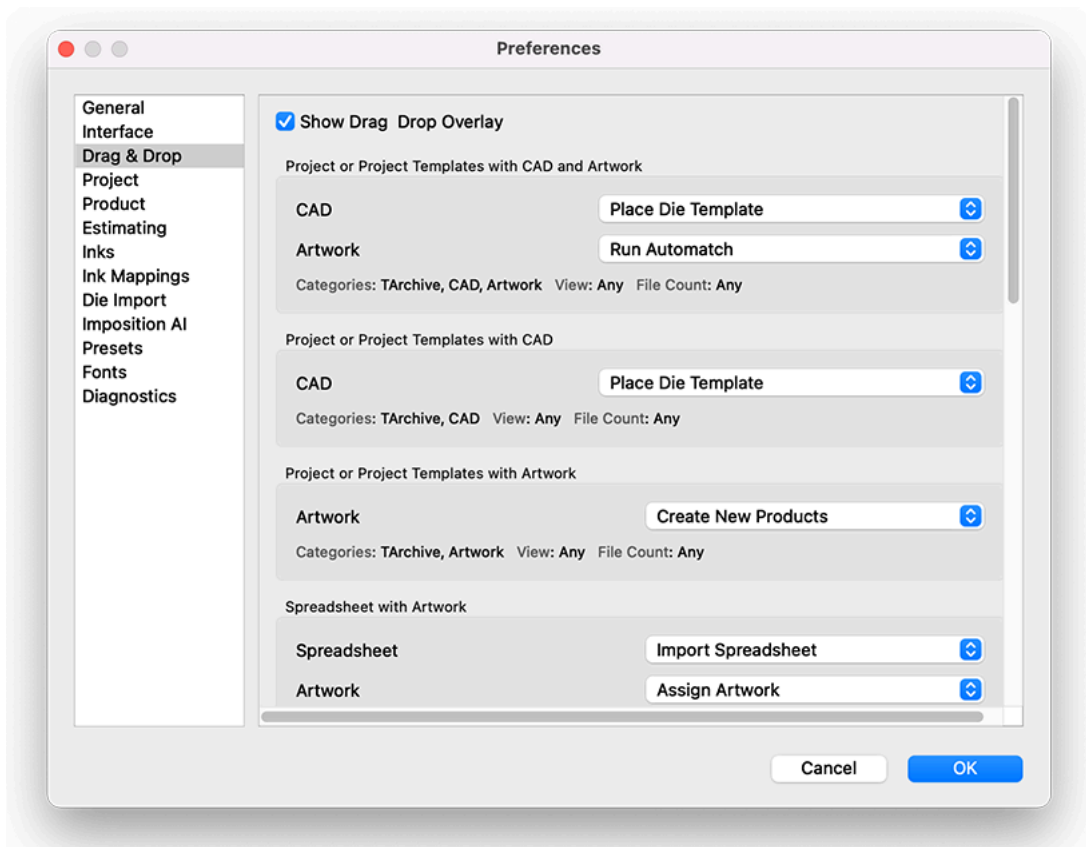 Preferences
General
Interface
Drag & Drop
Project
Product
Estimating
Inks
Ink Mappings
Die Import
Imposition AI
Presets
Fonts
Diagnostics
Show Drag  Drop Overlay
Project or Project Templates with CAD and Artwork
CAD Place Die Template
Artwork Run Automatch
Categories: TArchive, CAD, Artwork View: Any File Count: Any
Project or Project Templates with CAD
CAD Place Die Template
Categories: TArchive, CAD View: Any File Count: Any
Project or Project Templates with Artwork
Artwork Create New Products
Categories: TArchive, Artwork View: Any File Count: Any
Spreadsheet with Artwork
Spreadsheet Import Spreadsheet
Artwork Assign Artwork
Cancel OK